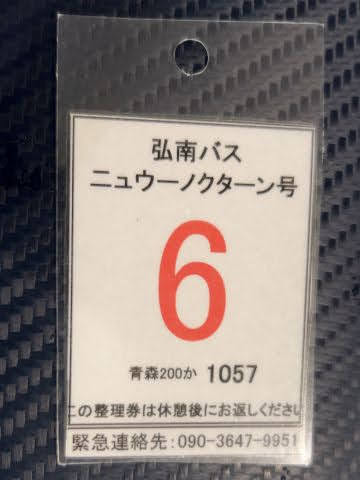 弘南バス
ニュウーノクターン号
6
青森200か 1057
この整理券は休憩後にお返しください
緊急連絡先:090-3647-9951